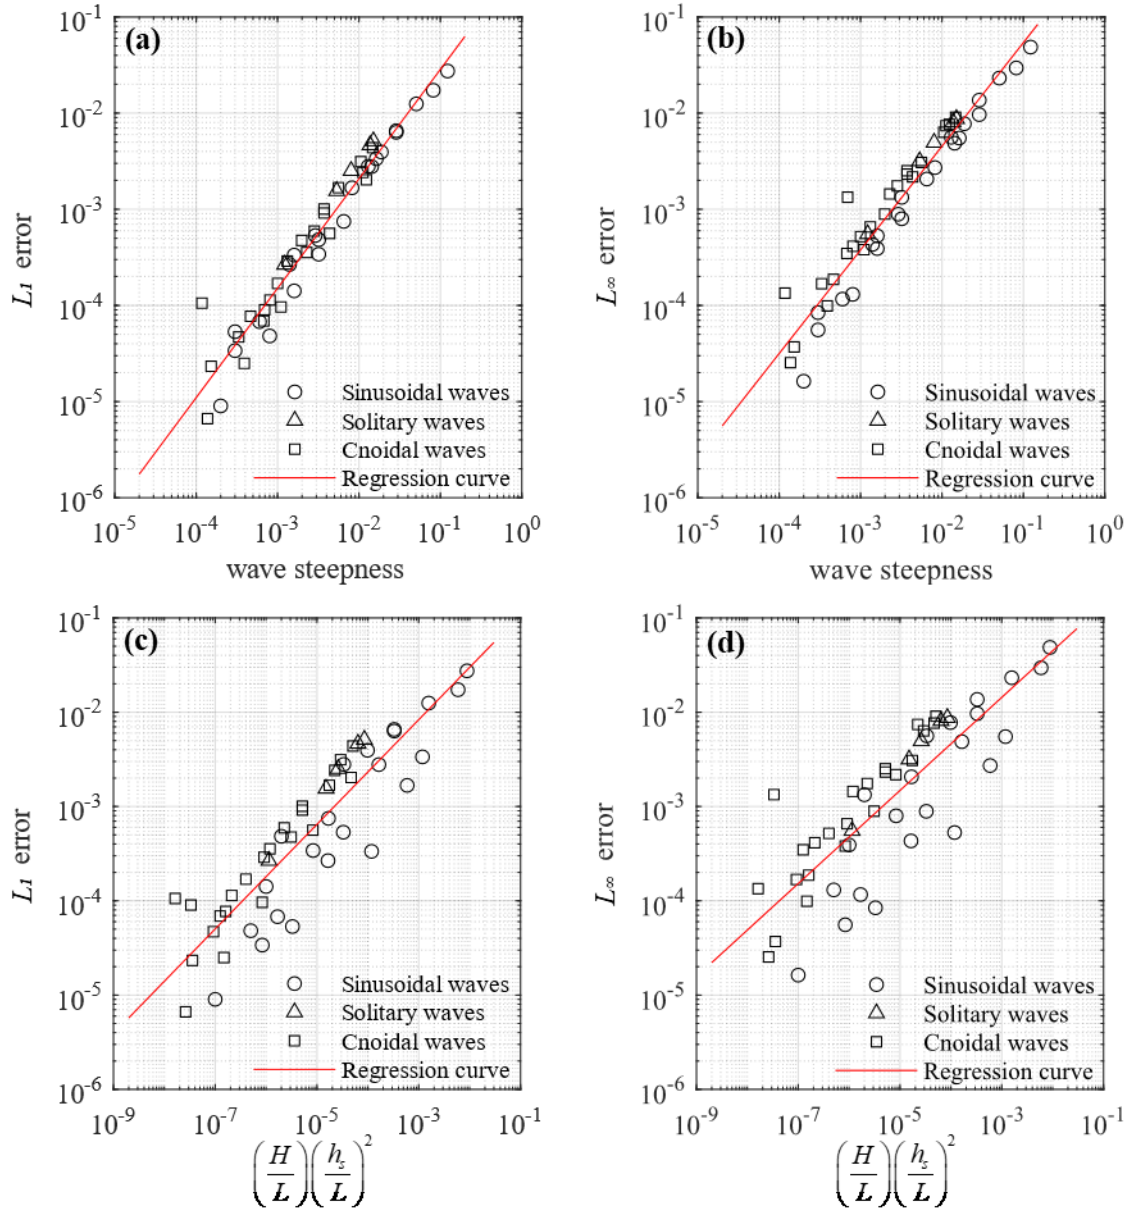 (a)
10^-1
10^-2
10^-3
10^-4
10^-5
10^-6
L_1 error
Sinusoidal waves
Solitary waves
Cnoidal waves
Regression curve
10^-5 10^-4 10^-3 10^-2 10^-1 10^0
wave steepness
(b)
10^-1
10^-2
10^-3
10^-4
10^-5
10^-6
L_∞ error
Sinusoidal waves
Solitary waves
Cnoidal waves
Regression curve
10^-5 10^-4 10^-3 10^-2 10^-1 10^0
wave steepness
(c)
10^-1
10^-2
10^-3
10^-4
10^-5
10^-6
L_1 error
Sinusoidal waves
Solitary waves
Cnoidal waves
Regression curve
10^-9 10^-7 10^-5 10^-3 10^-1
(H/L)(h_s/L)^2
(d)
10^-1
10^-2
10^-3
10^-4
10^-5
10^-6
L_∞ error
Sinusoidal waves
Solitary waves
Cnoidal waves
Regression curve
10^-9 10^-7 10^-5 10^-3 10^-1
(H/L)(h_s/L)^2